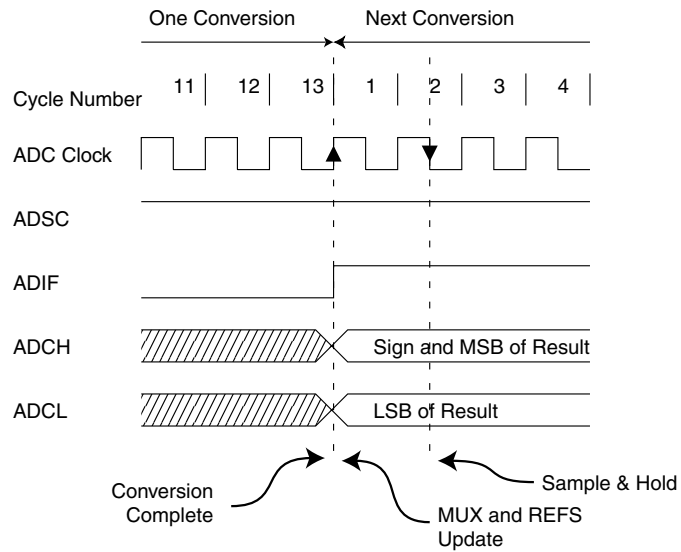 One Conversion Next Conversion
Cycle Number 11 12 13 1 2 3 4
ADC Clock
ADSC
ADIF
ADCH Sign and MSB of Result
ADCL LSB of Result
Conversion
Complete
MUX and REFS
Update
Sample & Hold